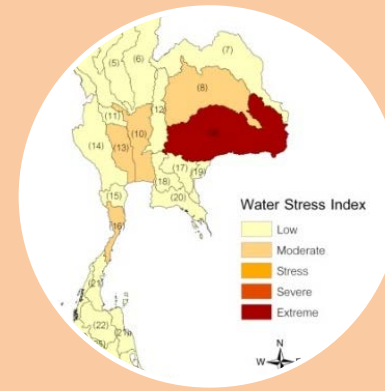 (7)
(5) (6)
(8)
(12)
(11)
(10)
(14) (13)
(17)
(19)
(18)
(15) (20)
(16)
Water Stress Index
Low
Moderate
Stress
Severe
Extreme
(21)
(22)
N
W